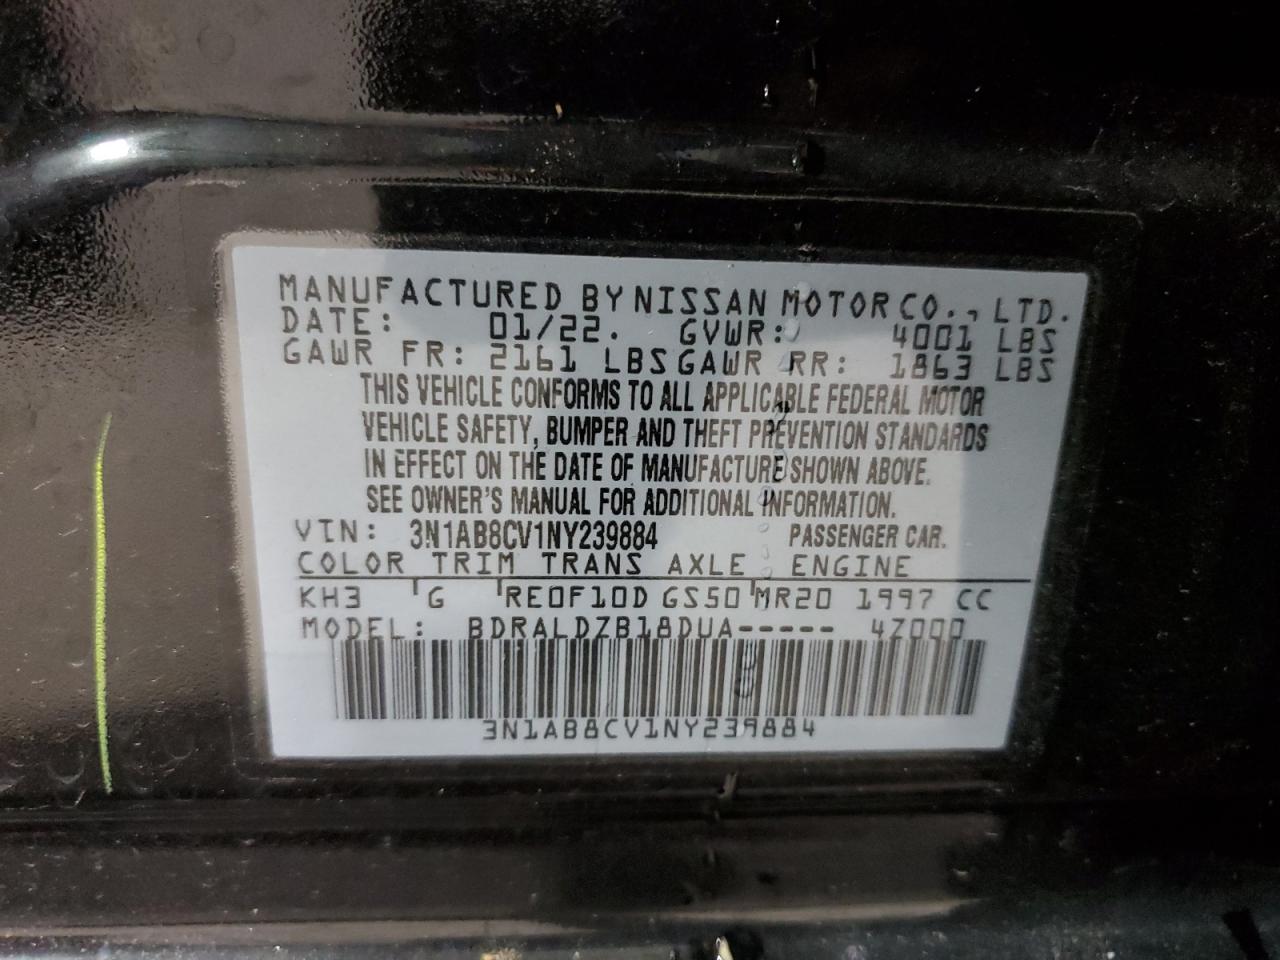 MANUFACTURED BY NISSAN MOTOR CO., LTD.
DATE: 01/22. GVWR: 4001 LBS
GAWR FR: 2161 LBS GAWR RR: 1863 LBS
THIS VEHICLE CONFORMS TO ALL APPLICABLE FEDERAL MOTOR
VEHICLE SAFETY, BUMPER AND THEFT PREVENTION STANDARDS
IN EFFECT ON THE DATE OF MANUFACTURE SHOWN ABOVE.
SEE OWNER'S MANUAL FOR ADDITIONAL INFORMATION.
VIN: 3N1AB8CV1NY239884 PASSENGER CAR.
COLOR TRIM TRANS AXLE ENGINE
KH3 G RE0F10D GS50 MR20 1997 CC
MODEL: BDRALDZB18DUA----- 4Z000
3N1AB8CV1NY239884